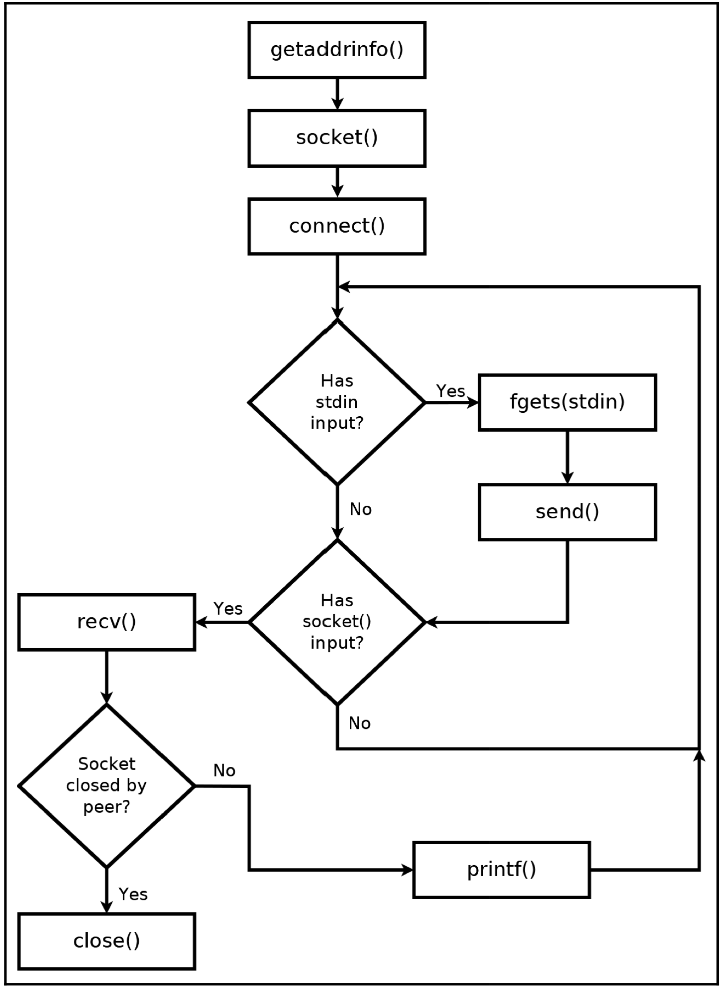 getaddrinfo()
socket()
connect()
Has
stdin
input?
Yes
fgets(stdin)
send()
No
Has
socket()
input?
Yes
recv()
No
Socket
closed by
peer?
No
printf()
Yes
close()